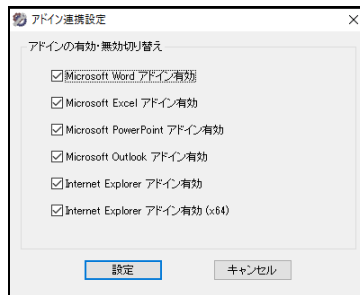 アドイン連携設定
アドインの有効・無効切り替え
Microsoft Word アドイン有効
Microsoft Excel アドイン有効
Microsoft PowerPoint アドイン有効
Microsoft Outlook アドイン有効
Internet Explorer アドイン有効
Internet Explorer アドイン有効 (x64)
設定 キャンセル